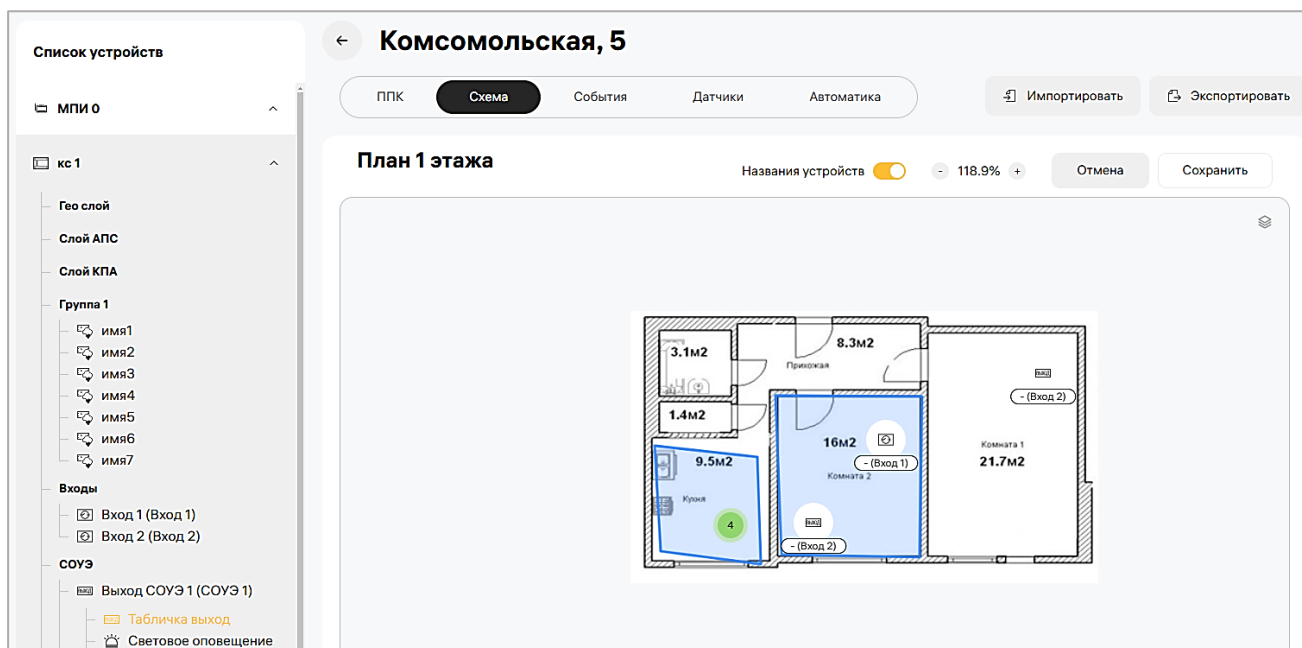 Список устройств
МПИ 0
кс 1
Гео слой
Слой АПС
Слой КПА
Группа 1
имя1
имя2
имя3
имя4
имя5
имя6
имя7
Входы
Вход 1 (Вход 1)
Вход 2 (Вход 2)
СОУЭ
Выход СОУЭ 1 (СОУЭ 1)
Табличка выход
Световое оповещение
Комсомольская, 5
ППК Схема События Датчики Автоматика
Импортировать Экспортировать
План 1 этажа
Названия устройств - 118.9% + Отмена Сохранить
3.1м2
8.3м2
Прихожая
- (Вход 2)
1.4м2
16м2
Комната 1
9.5м2
- (Вход 1)
21.7м2
Комната 2
Кухня
4
- (Вход 2)